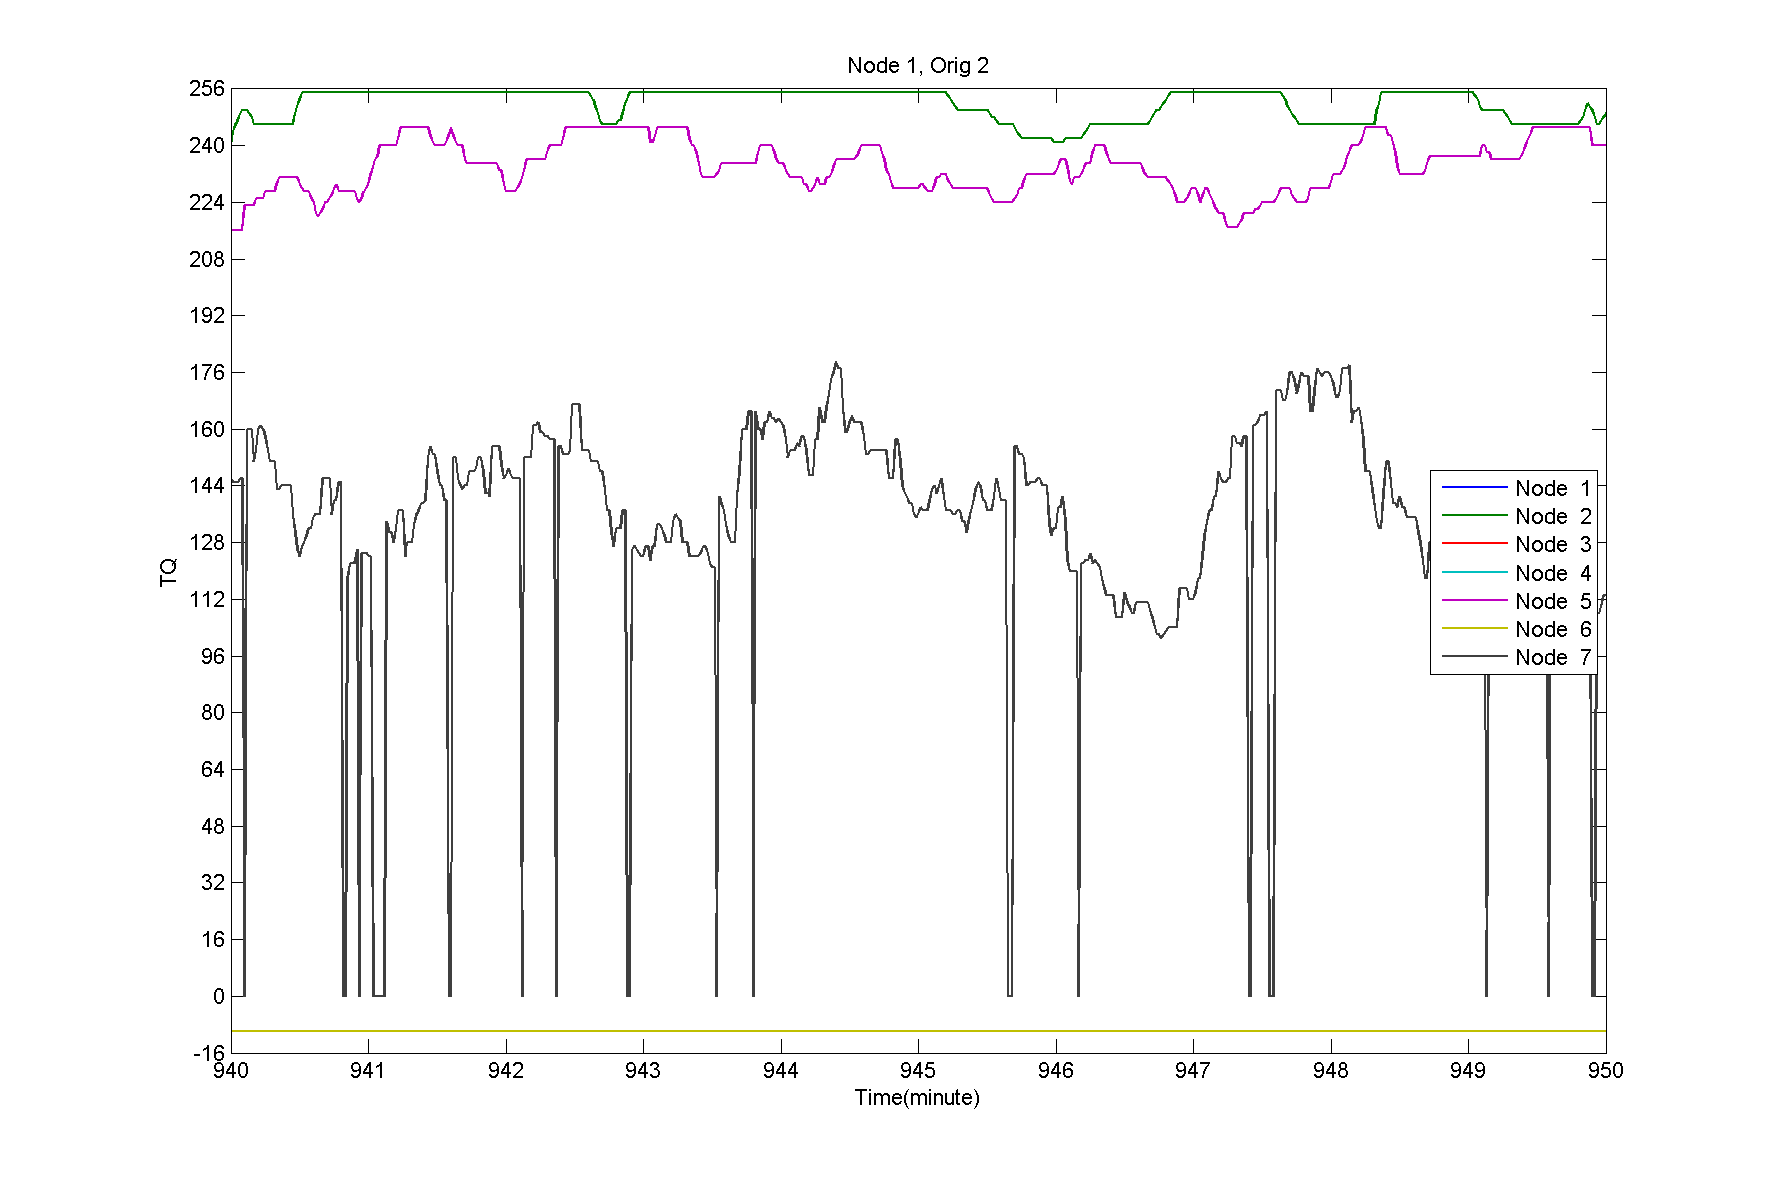 Node 1, Orig 2
256
240
224
208
192
176
160
144
128
112
96
80
64
48
32
16
0
-16
TQ
Node 1
Node 2
Node 3
Node 4
Node 5
Node 6
Node 7
940 941 942 943 944 945 946 947 948 949 950
Time(minute)